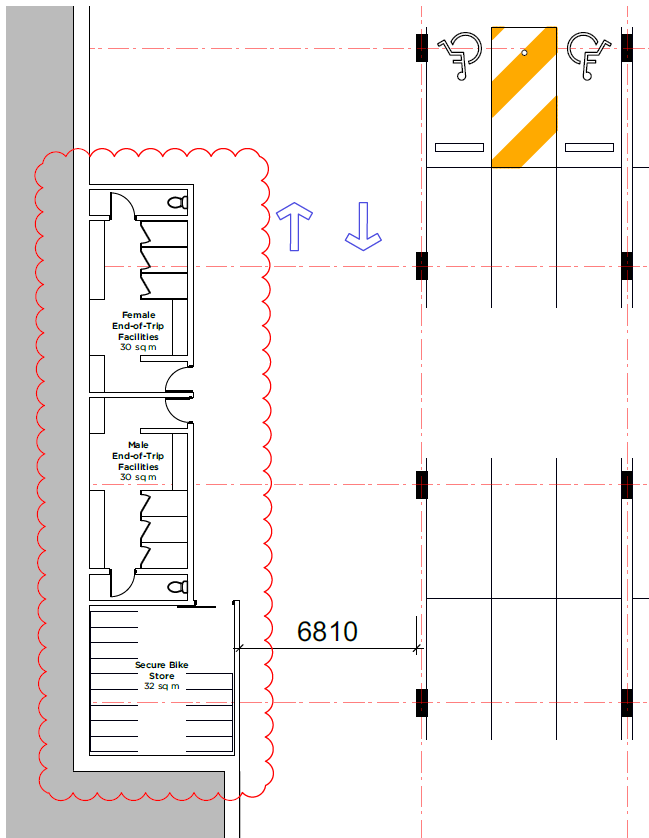 Female
End-of-Trip
Facilities
30 sq m
Male
End-of-Trip
Facilities
30 sq m
6810
Secure Bike
Store
32 sq m